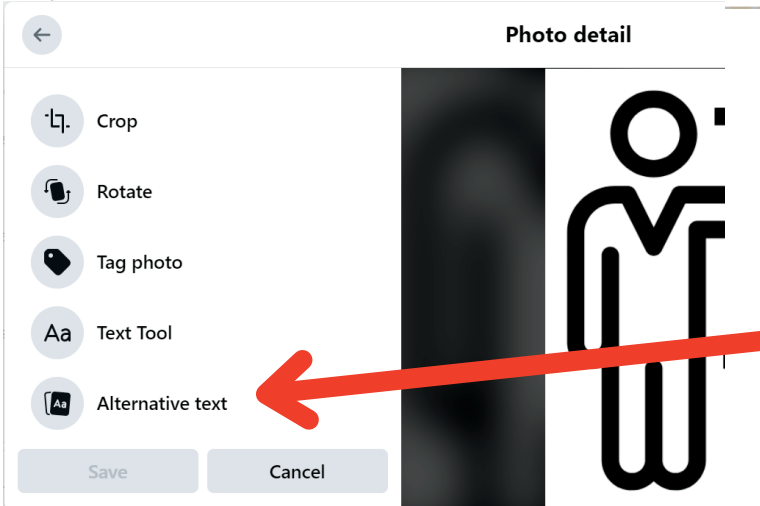 Photo detail
Crop
Rotate
Tag photo
Aa
Text Tool
Aa
Alternative text
Save
Cancel